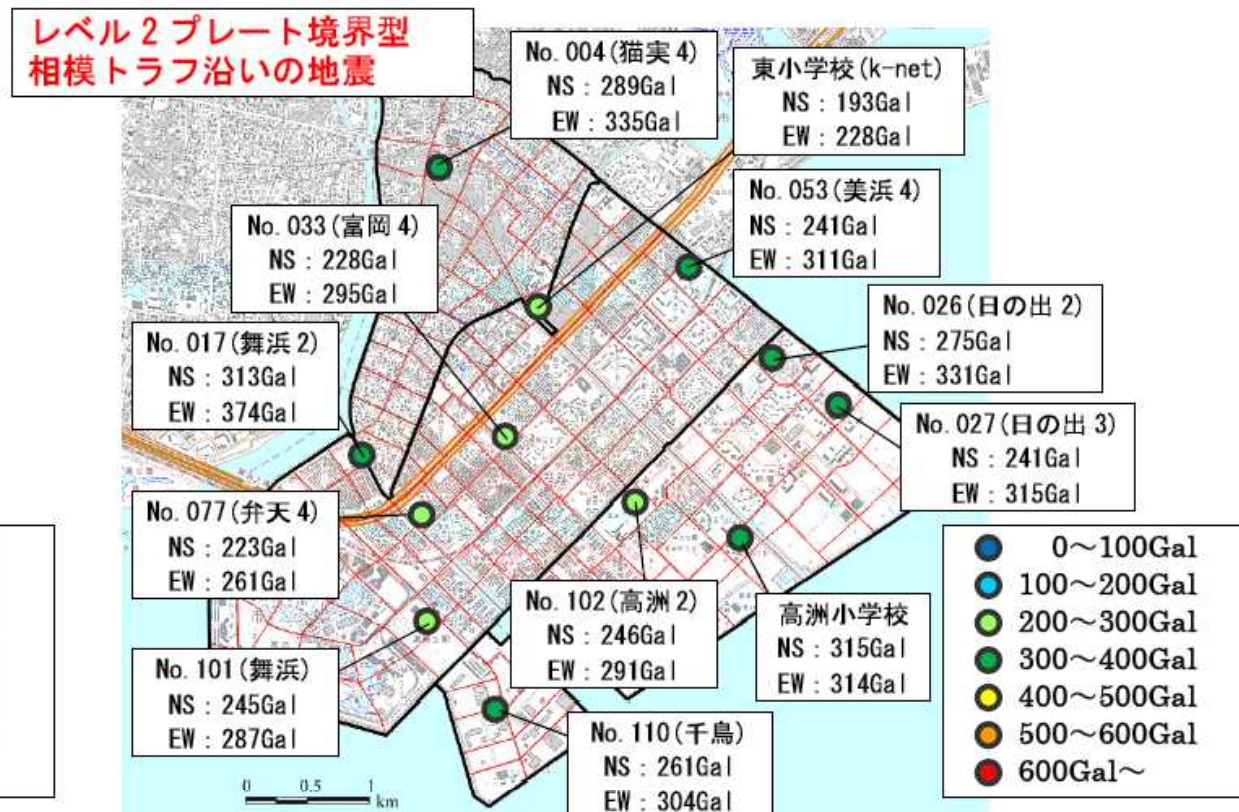 レベル2プレート境界型
相模トラフ沿いの地震
No. 004(猫実4)
NS : 289Gal
EW : 335Gal
東小学校(k-net)
NS : 193Gal
EW : 228Gal
No. 053(美浜4)
NS : 241Gal
EW : 311Gal
No. 033(富岡4)
NS : 228Gal
EW : 295Gal
No. 026(日の出2)
NS : 275Gal
EW : 331Gal
No. 017(舞浜2)
NS : 313Gal
EW : 374Gal
No. 027(日の出3)
NS : 241Gal
EW : 315Gal
No. 077(弁天4)
NS : 223Gal
EW : 261Gal
No. 102(高洲2)
NS : 246Gal
EW : 291Gal
高洲小学校
NS : 315Gal
EW : 314Gal
No. 101(舞浜)
NS : 245Gal
EW : 287Gal
No. 110(千鳥)
NS : 261Gal
EW : 304Gal
0～100Gal
100～200Gal
200～300Gal
300～400Gal
400～500Gal
500～600Gal
600Gal～
0 0.5 1
km